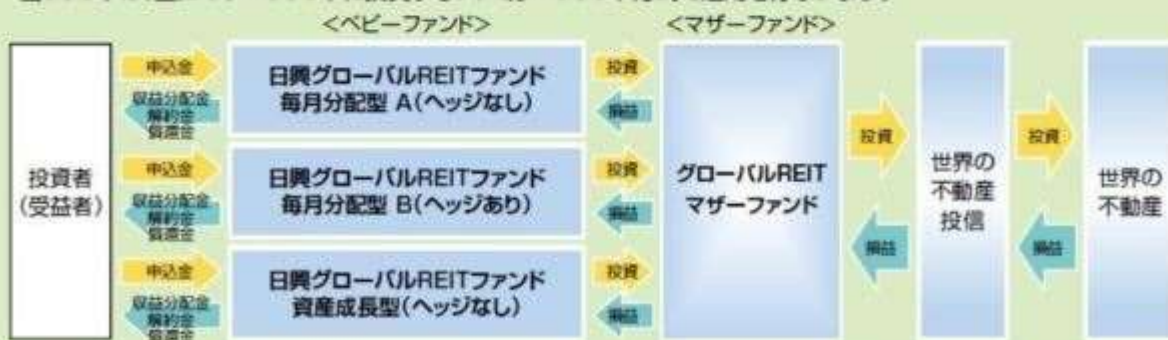 <ベビーファンド>
<マザーファンド>
投資者
(受益者)
申込金
収益分配金
解約金
償還金
日興グローバルREITファンド
毎月分配型 A(ヘッジなし)
投資
損益
申込金
収益分配金
解約金
償還金
日興グローバルREITファンド
毎月分配型 B(ヘッジあり)
投資
損益
申込金
収益分配金
解約金
償還金
日興グローバルREITファンド
資産成長型(ヘッジなし)
投資
損益
グローバルREIT
マザーファンド
投資
損益
世界の
不動産
投信
投資
損益
世界の
不動産